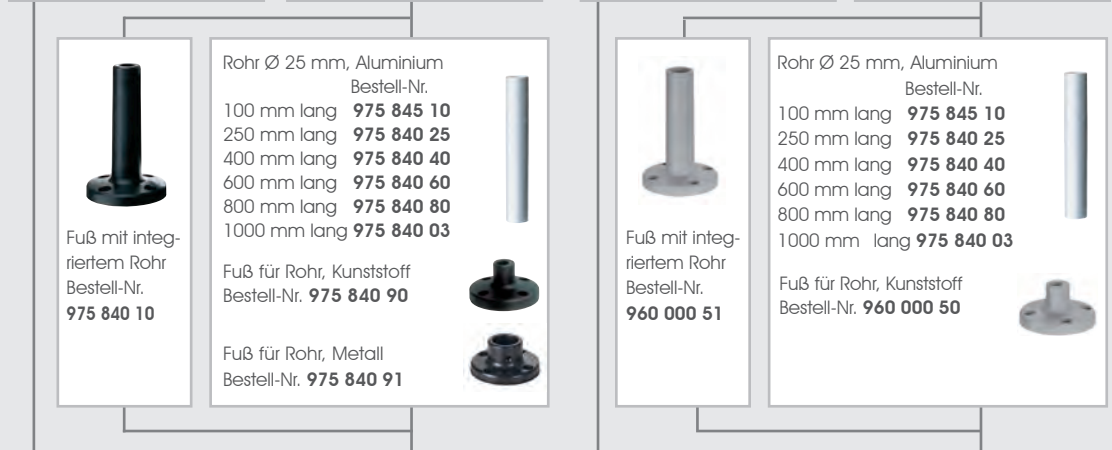 Fuß mit integ-
riertem Rohr
Bestell-Nr.
975 840 10
Rohr Ø 25 mm, Aluminium
Bestell-Nr.
100 mm lang 975 845 10
250 mm lang 975 840 25
400 mm lang 975 840 40
600 mm lang 975 840 60
800 mm lang 975 840 80
1000 mm lang 975 840 03
Fuß für Rohr, Kunststoff
Bestell-Nr. 975 840 90
Fuß für Rohr, Metall
Bestell-Nr. 975 840 91
Fuß mit integ-
riertem Rohr
Bestell-Nr.
960 000 51
Rohr Ø 25 mm, Aluminium
Bestell-Nr.
100 mm lang 975 845 10
250 mm lang 975 840 25
400 mm lang 975 840 40
600 mm lang 975 840 60
800 mm lang 975 840 80
1000 mm lang 975 840 03
Fuß für Rohr, Kunststoff
Bestell-Nr. 960 000 50